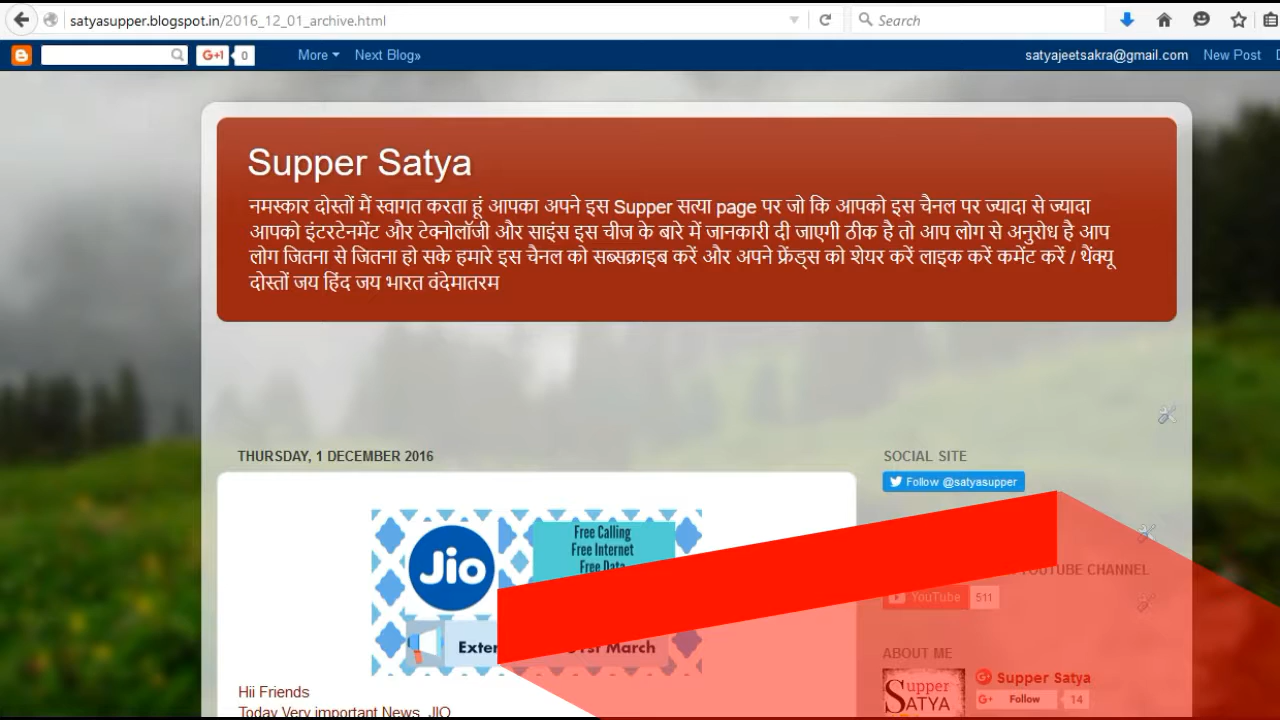 satyasupper.blogspot.in/2016_12_01_archive.html
Search
G+1 0
More
Next Blog»
satyajeetsakra@gmail.com
New Post
Supper Satya
नमस्कार दोस्तों मैं स्वागत करता हूं आपका अपने इस Supper सत्या page पर जो कि आपको इस चैनल पर ज्यादा से ज्यादा
आपको इंटरटेनमेंट और टेक्नोलॉजी और साइंस इस चीज के बारे में जानकारी दी जाएगी ठीक है तो आप लोग से अनुरोध है आप
लोग जितना से जितना हो सके हमारे इस चैनल को सब्सक्राइब करें और अपने फ्रेंड्स को शेयर करें लाइक करें कमेंट करें / थैंक्यू
दोस्तों जय हिंद जय भारत वंदेमातरम
THURSDAY, 1 DECEMBER 2016
Jio
Free Calling
Free Internet
Free Data
March
Hii Friends
Today Very important News JIO
SOCIAL SITE
Follow @satyasupper
YOUTUBE CHANNEL
YouTube 511
ABOUT ME
Supper
SATYA
Supper Satya
G+ Follow 14